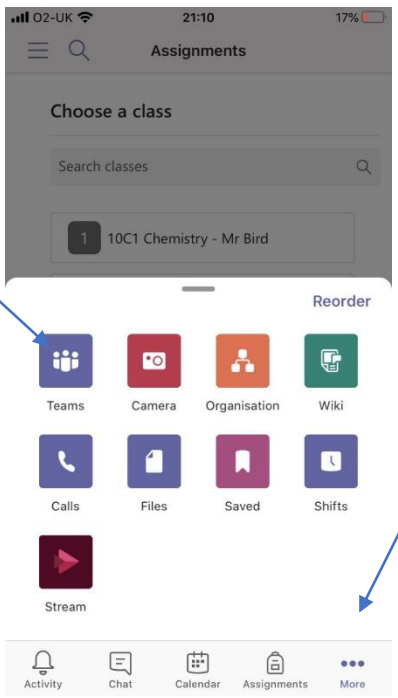 O2-UK 21:10 17%
Assignments
Choose a class
Search classes
1 10C1 Chemistry - Mr Bird
Reorder
Teams Camera Organisation Wiki
Calls Files Saved Shifts
Stream
Activity Chat Calendar Assignments More